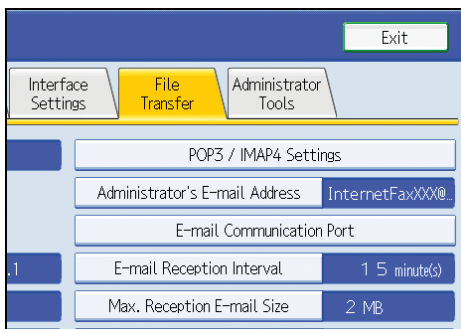 Exit
Interface Settings
File Transfer
Administrator Tools
POP3 / IMAP4 Settings
Administrator's E-mail Address InternetFaxXXX@...
E-mail Communication Port
.1 E-mail Reception Interval 15 minute(s)
Max. Reception E-mail Size 2 MB